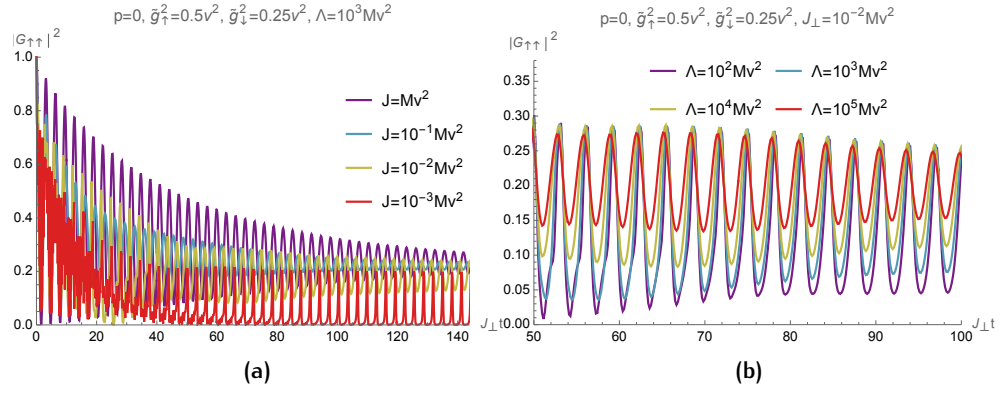 p=0, g̃↑²=0.5v², g̃↓²=0.25v², Λ=10³Mv²
|G↑↑|²
1.0
0.8
0.6
0.4
0.2
0.0
0 20 40 60 80 100 120 140
J⊥t
J=Mv²
J=10⁻¹Mv²
J=10⁻²Mv²
J=10⁻³Mv²
(a)
p=0, g̃↑²=0.5v², g̃↓²=0.25v², J⊥=10⁻²Mv²
|G↑↑|²
0.35
0.30
0.25
0.20
0.15
0.10
0.05
0.00
50 60 70 80 90 100
J⊥t
Λ=10²Mv² Λ=10³Mv²
Λ=10⁴Mv² Λ=10⁵Mv²
(b)